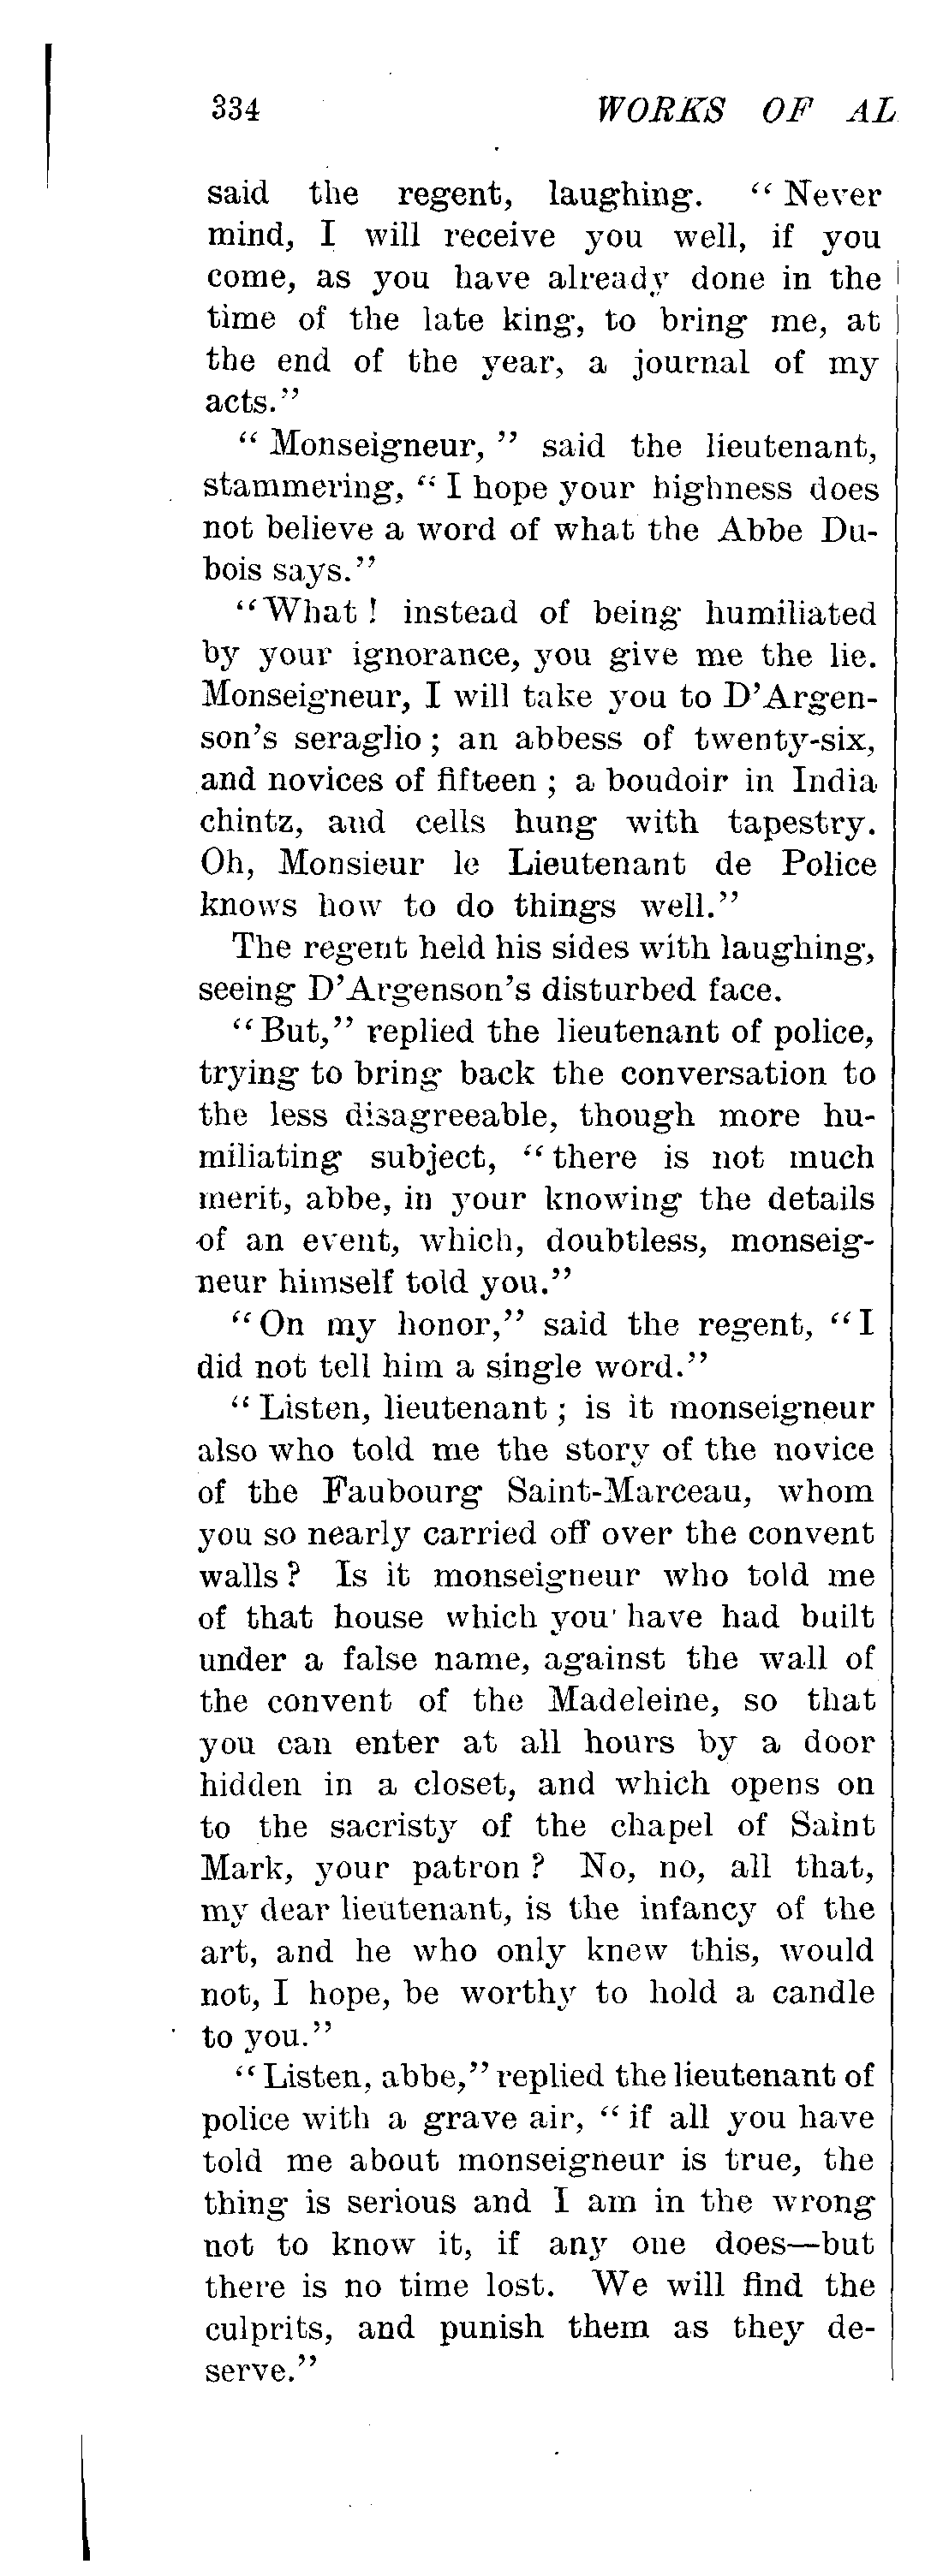 334 WORKS OF AL
said the regent, laughing. “Never
mind, I will receive you well, if you
come, as you have already done in the
time of the late king, to bring me, at
the end of the year, a journal of my
acts.”
“Monseigneur,” said the lieutenant,
stammering, “I hope your highness does
not believe a word of what the Abbe Du-
bois says.”
“What! instead of being humiliated
by your ignorance, you give me the lie.
Monseigneur, I will take you to D’Argen-
son’s seraglio; an abbess of twenty-six,
and novices of fifteen; a boudoir in India
chintz, and cells hung with tapestry.
Oh, Monsieur le Lieutenant de Police
knows how to do things well.”
The regent held his sides with laughing,
seeing D’Argenson’s disturbed face.
“But,” replied the lieutenant of police,
trying to bring back the conversation to
the less disagreeable, though more hu-
miliating subject, “there is not much
merit, abbe, in your knowing the details
of an event, which, doubtless, monseig-
neur himself told you.”
“On my honor,” said the regent, “I
did not tell him a single word.”
“Listen, lieutenant; is it monseigneur
also who told me the story of the novice
of the Faubourg Saint-Marceau, whom
you so nearly carried off over the convent
walls? Is it monseigneur who told me
of that house which you have had built
under a false name, against the wall of
the convent of the Madeleine, so that
you can enter at all hours by a door
hidden in a closet, and which opens on
to the sacristy of the chapel of Saint
Mark, your patron? No, no, all that,
my dear lieutenant, is the infancy of the
art, and he who only knew this, would
not, I hope, be worthy to hold a candle
to you.”
“Listen, abbe,” replied the lieutenant of
police with a grave air, “if all you have
told me about monseigneur is true, the
thing is serious and I am in the wrong
not to know it, if any one does—but
there is no time lost. We will find the
culprits, and punish them as they de-
serve.”